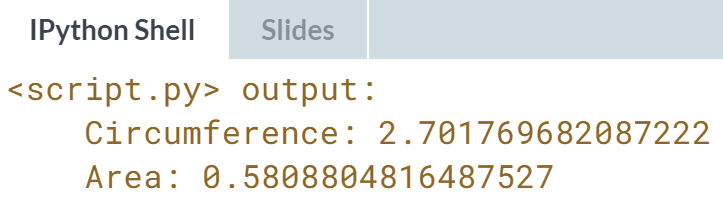 IPython Shell Slides
<script.py> output:
Circumference: 2.701769682087222
Area: 0.5808804816487527